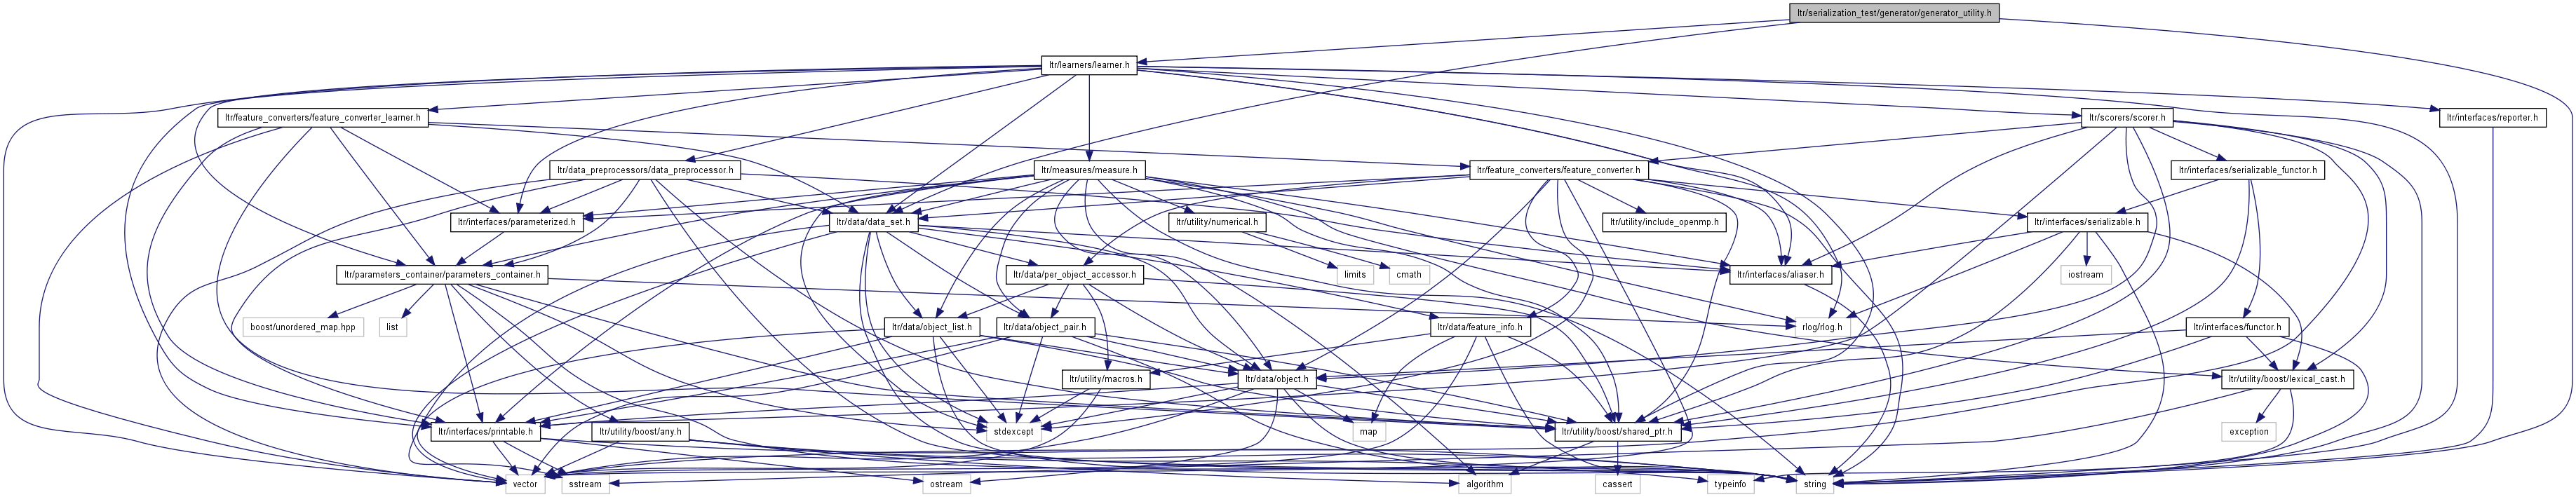 ltr/serialization_test/generator/generator_utility.h
ltr/learners/learner.h
ltr/feature_converters/feature_converter_learner.h
ltr/scorers/scorer.h
ltr/interfaces/reporter.h
ltr/data_preprocessors/data_preprocessor.h
ltr/measures/measure.h
ltr/feature_converters/feature_converter.h
ltr/interfaces/serializable_functor.h
ltr/interfaces/parameterized.h
ltr/data/data_set.h
ltr/utility/numerical.h
ltr/utility/include_openmp.h
ltr/interfaces/serializable.h
ltr/parameters_container/parameters_container.h
ltr/data/per_object_accessor.h
limits
cmath
ltr/interfaces/aliaser.h
iostream
boost/unordered_map.hpp
list
ltr/data/object_list.h
ltr/data/object_pair.h
ltr/data/feature_info.h
rlog/rlog.h
ltr/interfaces/functor.h
ltr/utility/macros.h
ltr/data/object.h
ltr/utility/boost/lexical_cast.h
ltr/interfaces/printable.h
ltr/utility/boost/any.h
stdexcept
map
ltr/utility/boost/shared_ptr.h
exception
vector
sstream
ostream
algorithm
cassert
typeinfo
string